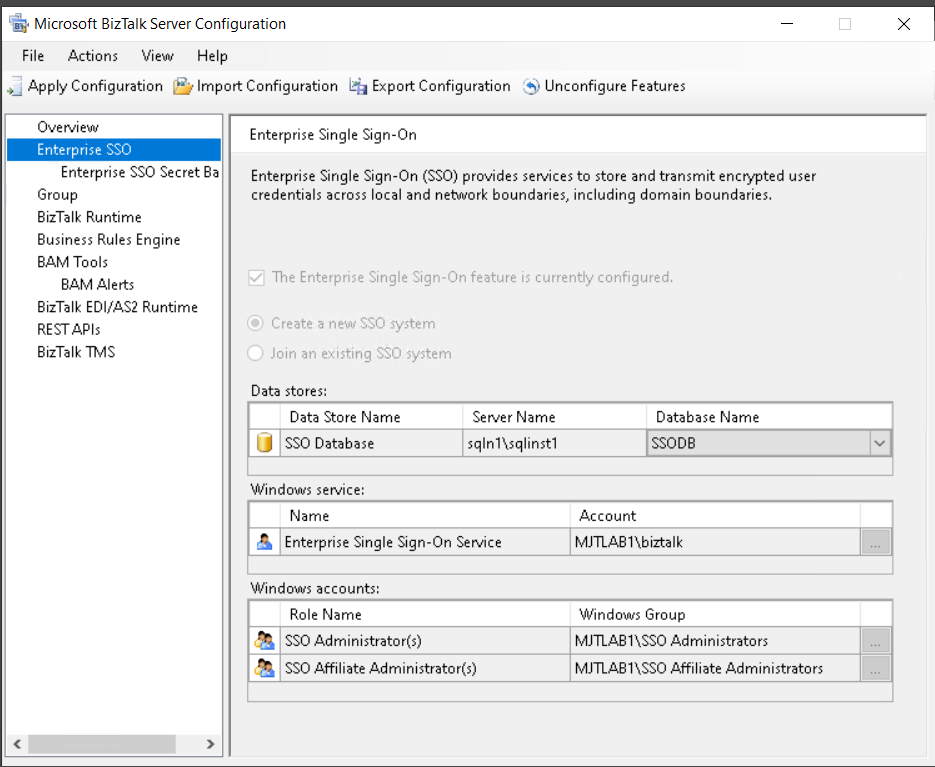 Microsoft BizTalk Server Configuration
File Actions View Help
Apply Configuration Import Configuration Export Configuration Unconfigure Features
Overview
Enterprise SSO
Enterprise SSO Secret Ba
Group
BizTalk Runtime
Business Rules Engine
BAM Tools
BAM Alerts
BizTalk EDI/AS2 Runtime
REST APIs
BizTalk TMS
Enterprise Single Sign-On
Enterprise Single Sign-On (SSO) provides services to store and transmit encrypted user
credentials across local and network boundaries, including domain boundaries.
The Enterprise Single Sign-On feature is currently configured.
Create a new SSO system
Join an existing SSO system
Data stores:
Data Store Name Server Name Database Name
SSO Database sqln1\sqlinst1 SSODB
Windows service:
Name Account
Enterprise Single Sign-On Service MJTLAB1\biztalk ...
Windows accounts:
Role Name Windows Group
SSO Administrator(s) MJTLAB1\SSO Administrators ...
SSO Affiliate Administrator(s) MJTLAB1\SSO Affiliate Administrators ...